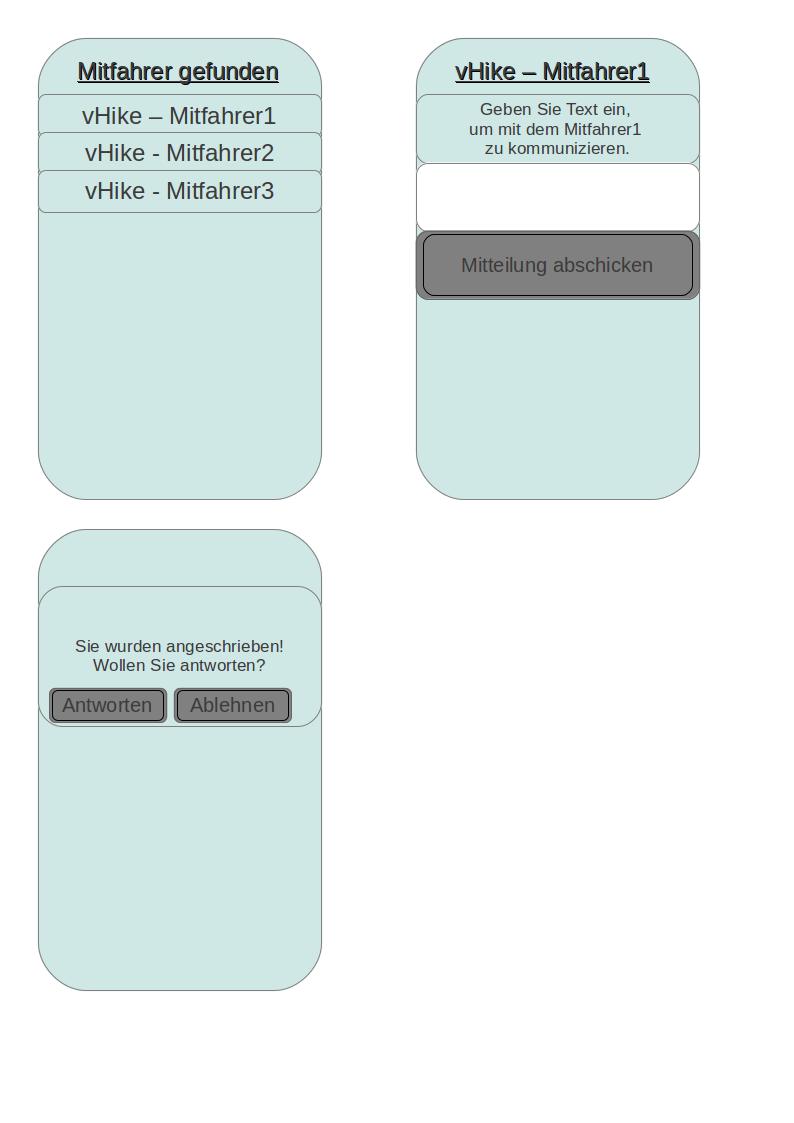 Mitfahrer gefunden
vHike – Mitfahrer1
vHike - Mitfahrer2
vHike - Mitfahrer3
vHike – Mitfahrer1
Geben Sie Text ein,
um mit dem Mitfahrer1
zu kommunizieren.
Mitteilung abschicken
Sie wurden angeschrieben!
Wollen Sie antworten?
Antworten
Ablehnen